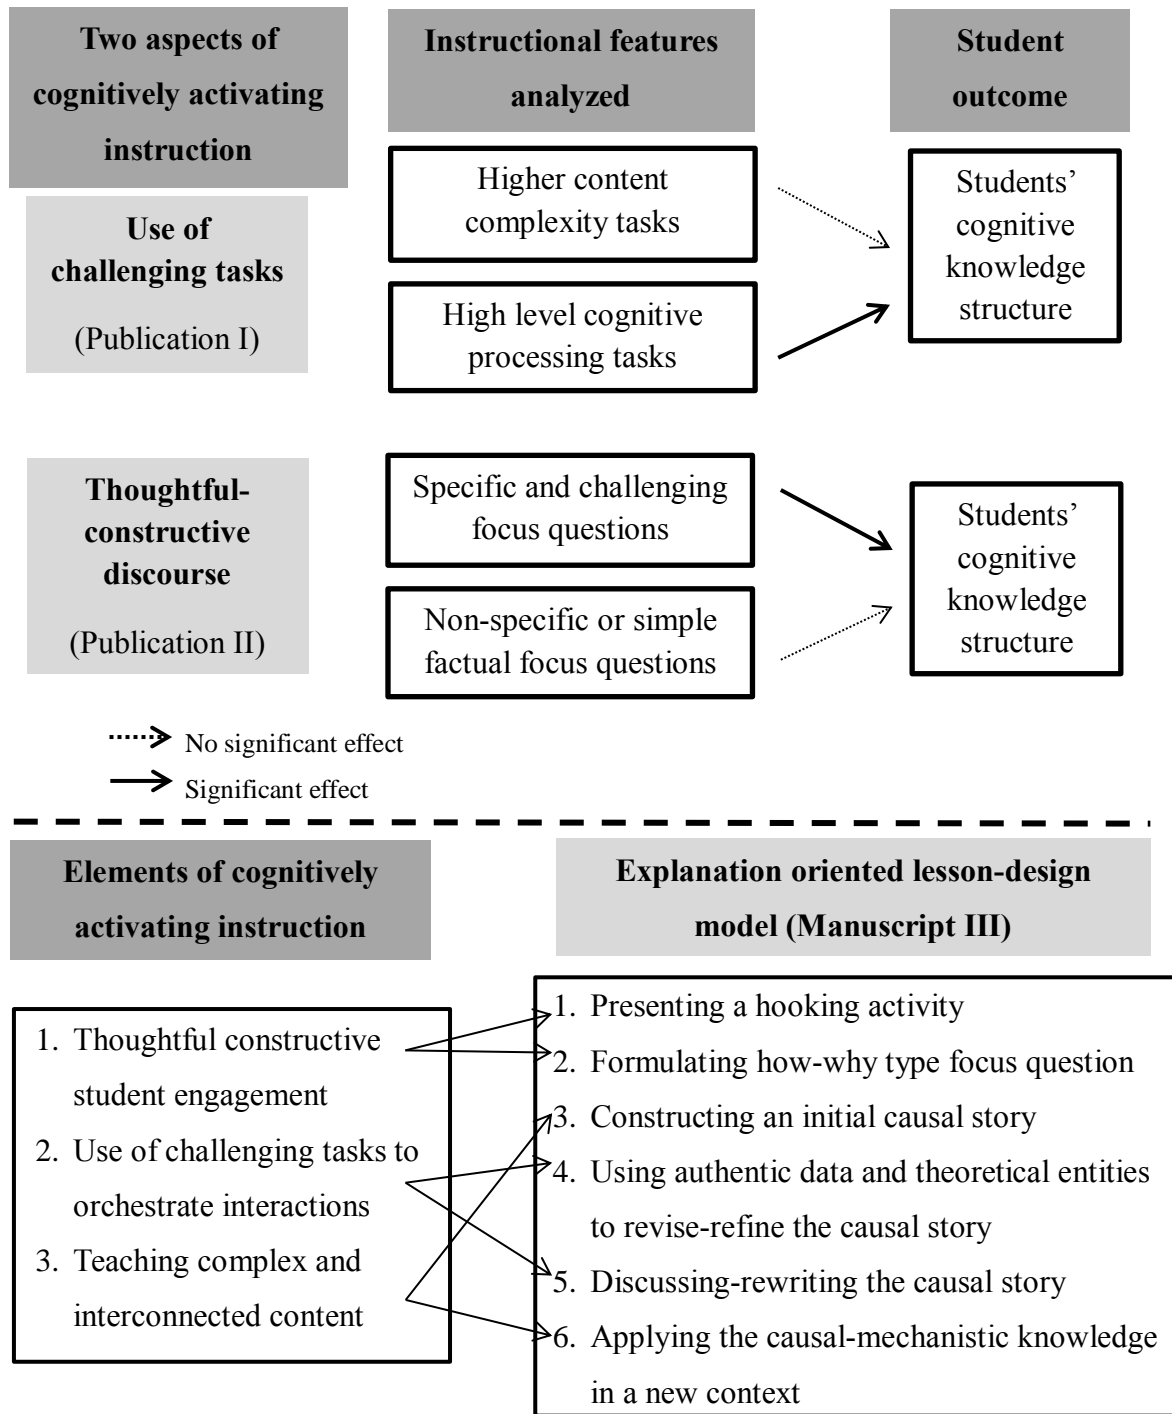 Two aspects of
cognitively activating
instruction
Instructional features
analyzed
Student
outcome
Use of
challenging tasks
(Publication I)
Higher content
complexity tasks
High level cognitive
processing tasks
Students’
cognitive
knowledge
structure
Thoughtful-
constructive
discourse
(Publication II)
Specific and challenging
focus questions
Non-specific or simple
factual focus questions
Students’
cognitive
knowledge
structure
No significant effect
Significant effect
Elements of cognitively
activating instruction
Explanation oriented lesson-design
model (Manuscript III)
1. Thoughtful constructive
student engagement
2. Use of challenging tasks to
orchestrate interactions
3. Teaching complex and
interconnected content
1. Presenting a hooking activity
2. Formulating how-why type focus question
3. Constructing an initial causal story
4. Using authentic data and theoretical entities
to revise-refine the causal story
5. Discussing-rewriting the causal story
6. Applying the causal-mechanistic knowledge
in a new context